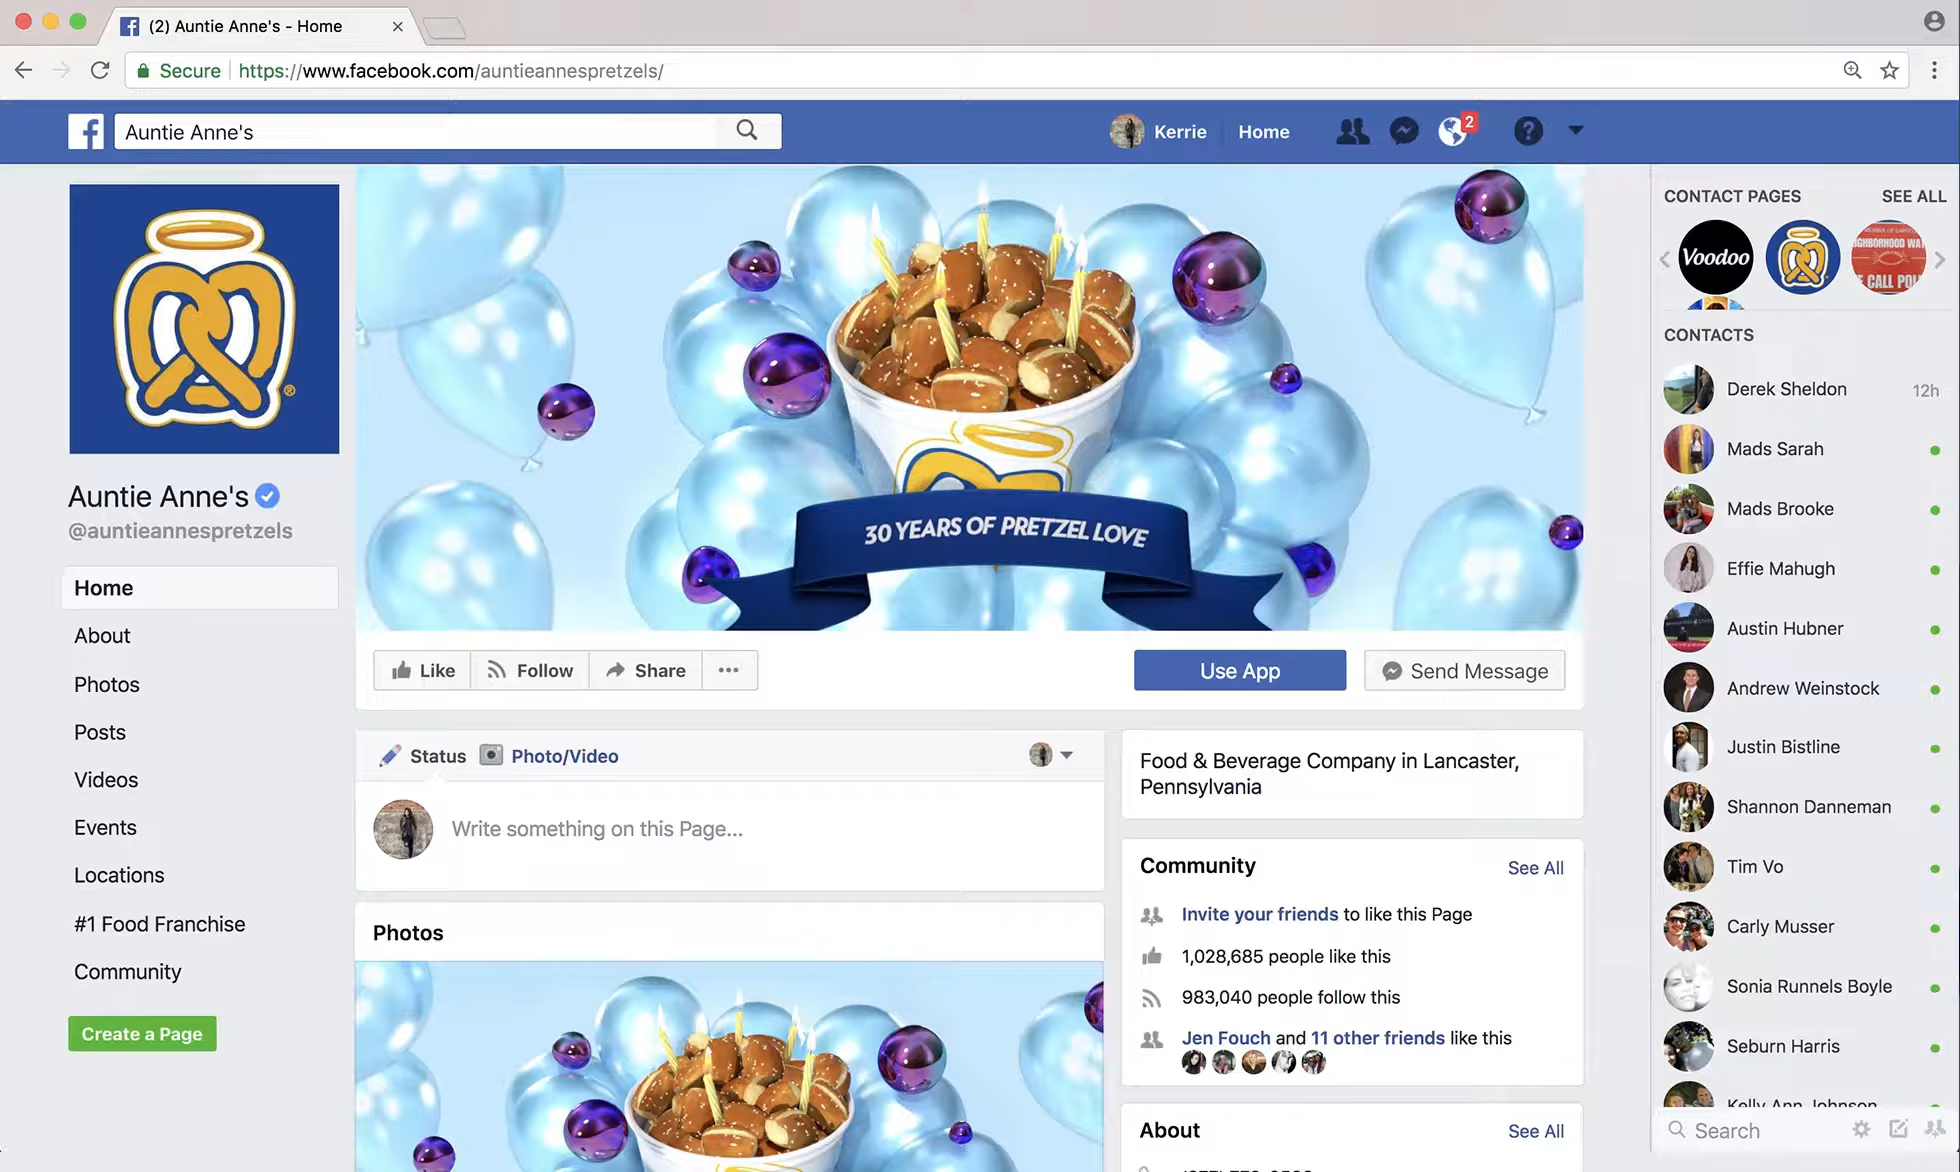 (2) Auntie Anne's - Home
Secure
https://www.facebook.com/auntieannespretzels/
Auntie Anne's
Kerrie
Home
2
?
Auntie Anne's
@auntieannespretzels
Home
About
Photos
Posts
Videos
Events
Locations
#1 Food Franchise
Community
Create a Page
30 YEARS OF PRETZEL LOVE
Like
Follow
Share
Use App
Send Message
Status
Photo/Video
Write something on this Page...
Photos
Food & Beverage Company in Lancaster,
Pennsylvania
Community
See All
Invite your friends to like this Page
1,028,685 people like this
983,040 people follow this
Jen Fouch and 11 other friends like this
About
See All
CONTACT PAGES
SEE ALL
Voodoo
CALL
CONTACTS
Derek Sheldon
12h
Mads Sarah
Mads Brooke
Effie Mahugh
Austin Hubner
Andrew Weinstock
Justin Bistline
Shannon Danneman
Tim Vo
Carly Musser
Sonia Runnels Boyle
Seburn Harris
Kelly Ann Johnson
Search